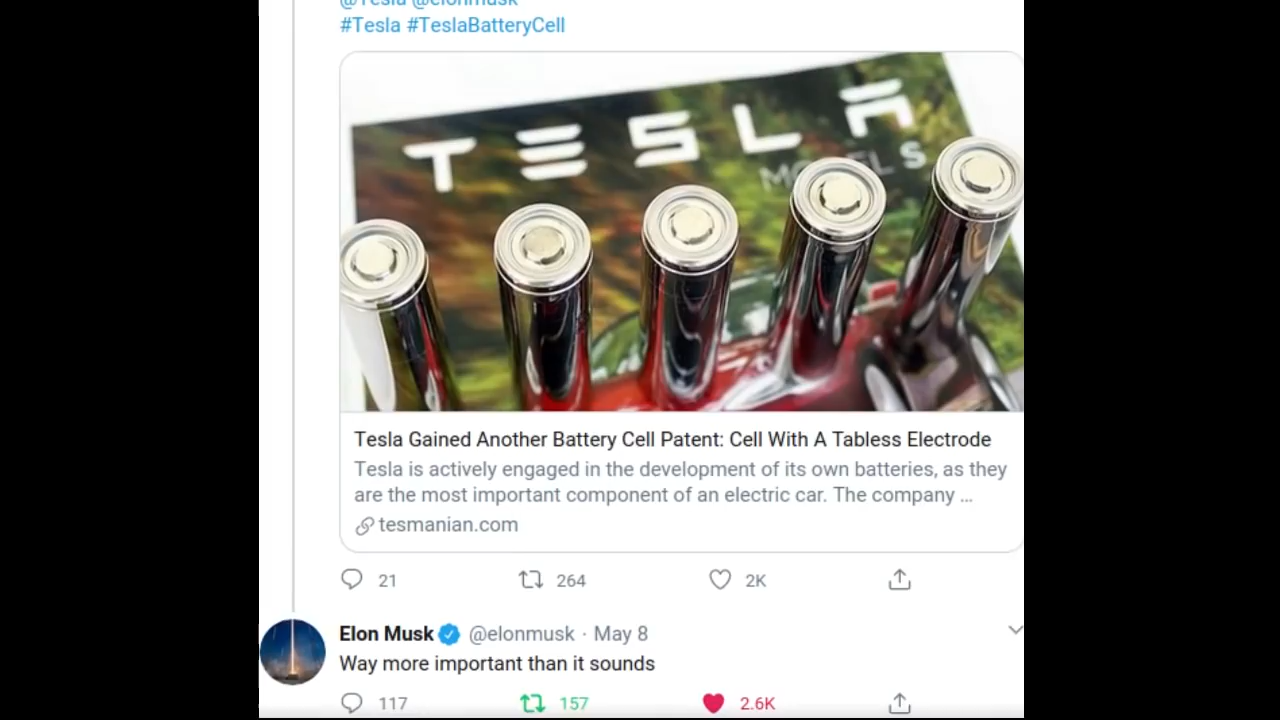 @Tesla @elonmusk
#Tesla #TeslaBatteryCell
TESLA
MODEL S
Tesla Gained Another Battery Cell Patent: Cell With A Tabless Electrode
Tesla is actively engaged in the development of its own batteries, as they
are the most important component of an electric car. The company ...
tesmanian.com
21 264 2K
Elon Musk @elonmusk · May 8
Way more important than it sounds
117 157 2.6K